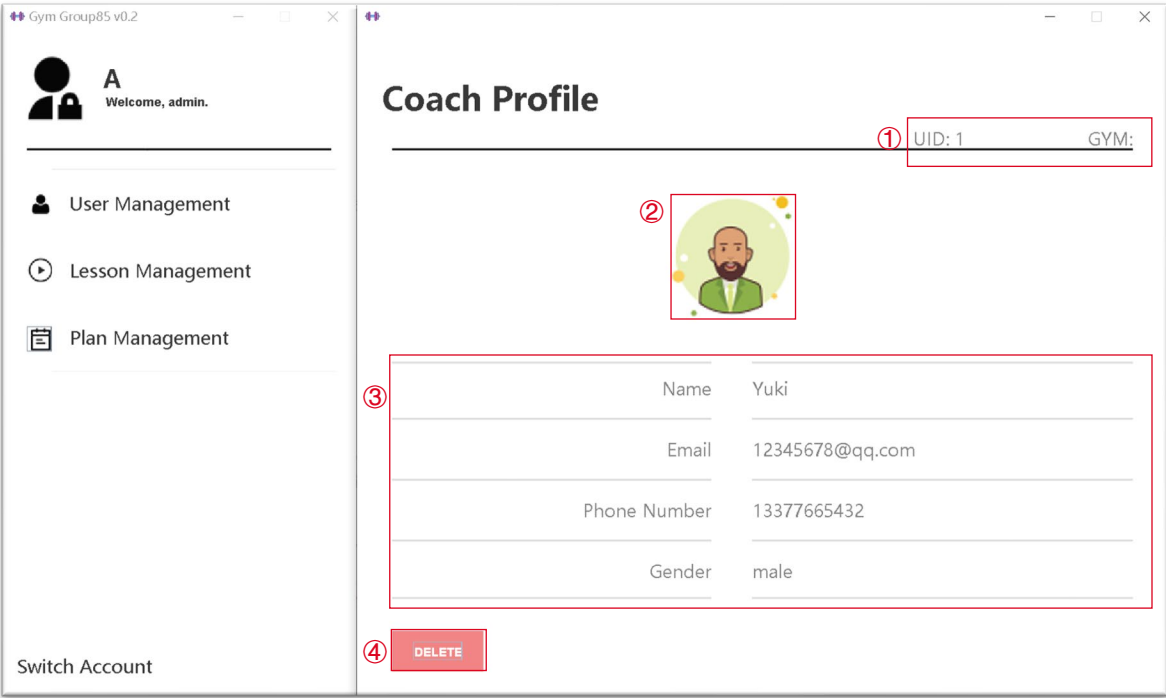 Gym Group85 v0.2
A
Welcome, admin.
User Management
Lesson Management
Plan Management
Switch Account
Coach Profile
① UID: 1 GYM:
②
③
Name Yuki
Email 12345678@qq.com
Phone Number 13377665432
Gender male
④ DELETE